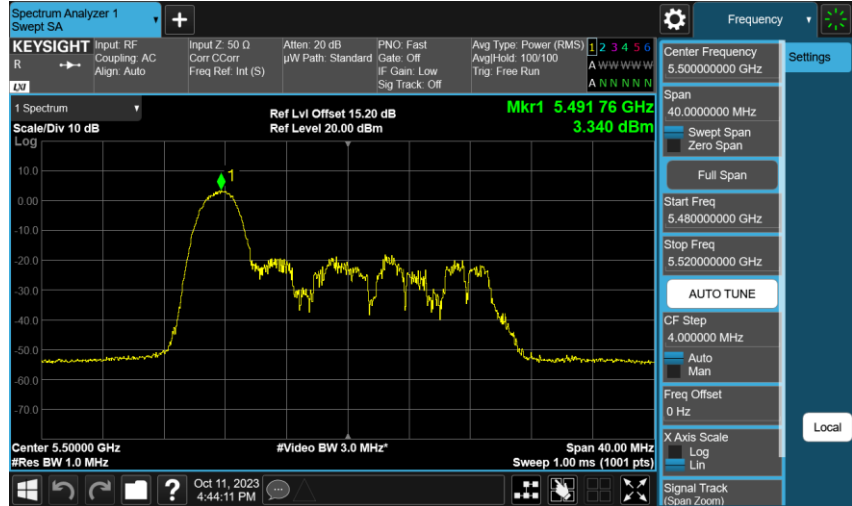 Spectrum Analyzer 1
Swept SA
+
Frequency
KEYSIGHT
R
LXI
Input: RF
Coupling: AC
Align: Auto
Input Z: 50 Ω
Corr CCorr
Freq Ref: Int (S)
Atten: 20 dB
µW Path: Standard
PNO: Fast
Gate: Off
IF Gain: Low
Sig Track: Off
Avg Type: Power (RMS)
Avg|Hold: 100/100
Trig: Free Run
1 2 3 4 5 6
A W W W W W
A N N N N N
1 Spectrum
Scale/Div 10 dB
Log
Ref Lvl Offset 15.20 dB
Ref Level 20.00 dBm
Mkr1 5.491 76 GHz
3.340 dBm
1
10.0
0.00
-10.0
-20.0
-30.0
-40.0
-50.0
-60.0
-70.0
Center 5.50000 GHz
#Res BW 1.0 MHz
#Video BW 3.0 MHz*
Span 40.00 MHz
Sweep 1.00 ms (1001 pts)
?
Oct 11, 2023
4:44:11 PM
Center Frequency
5.500000000 GHz
Span
40.0000000 MHz
Swept Span
Zero Span
Full Span
Start Freq
5.480000000 GHz
Stop Freq
5.520000000 GHz
AUTO TUNE
CF Step
4.000000 MHz
Auto
Man
Freq Offset
0 Hz
X Axis Scale
Log
Lin
Signal Track
(Span Zoom)
Settings
Local